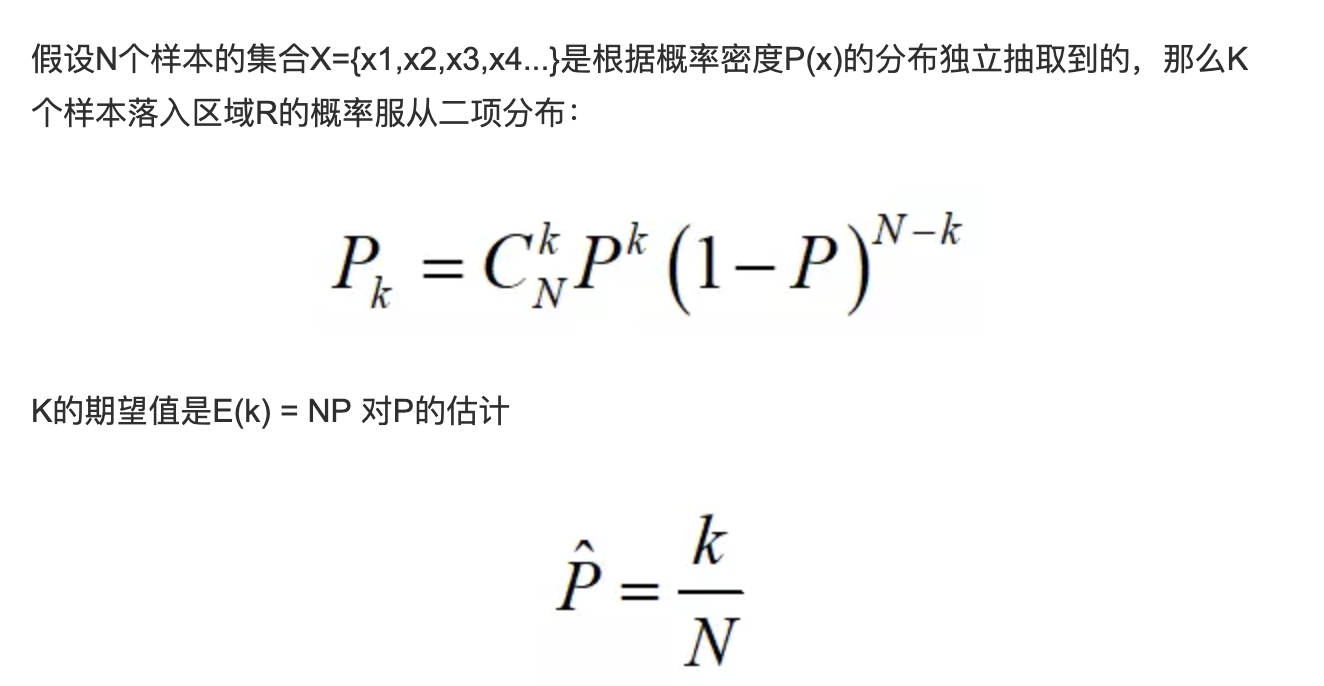 假设N个样本的集合X={x1,x2,x3,x4...}是根据概率密度P(x)的分布独立抽取到的，那么K
个样本落入区域R的概率服从二项分布：
P_k = C_N^k P^k (1−P)^{N−k}
K的期望值是E(k) = NP 对P的估计
P̂ = k/N